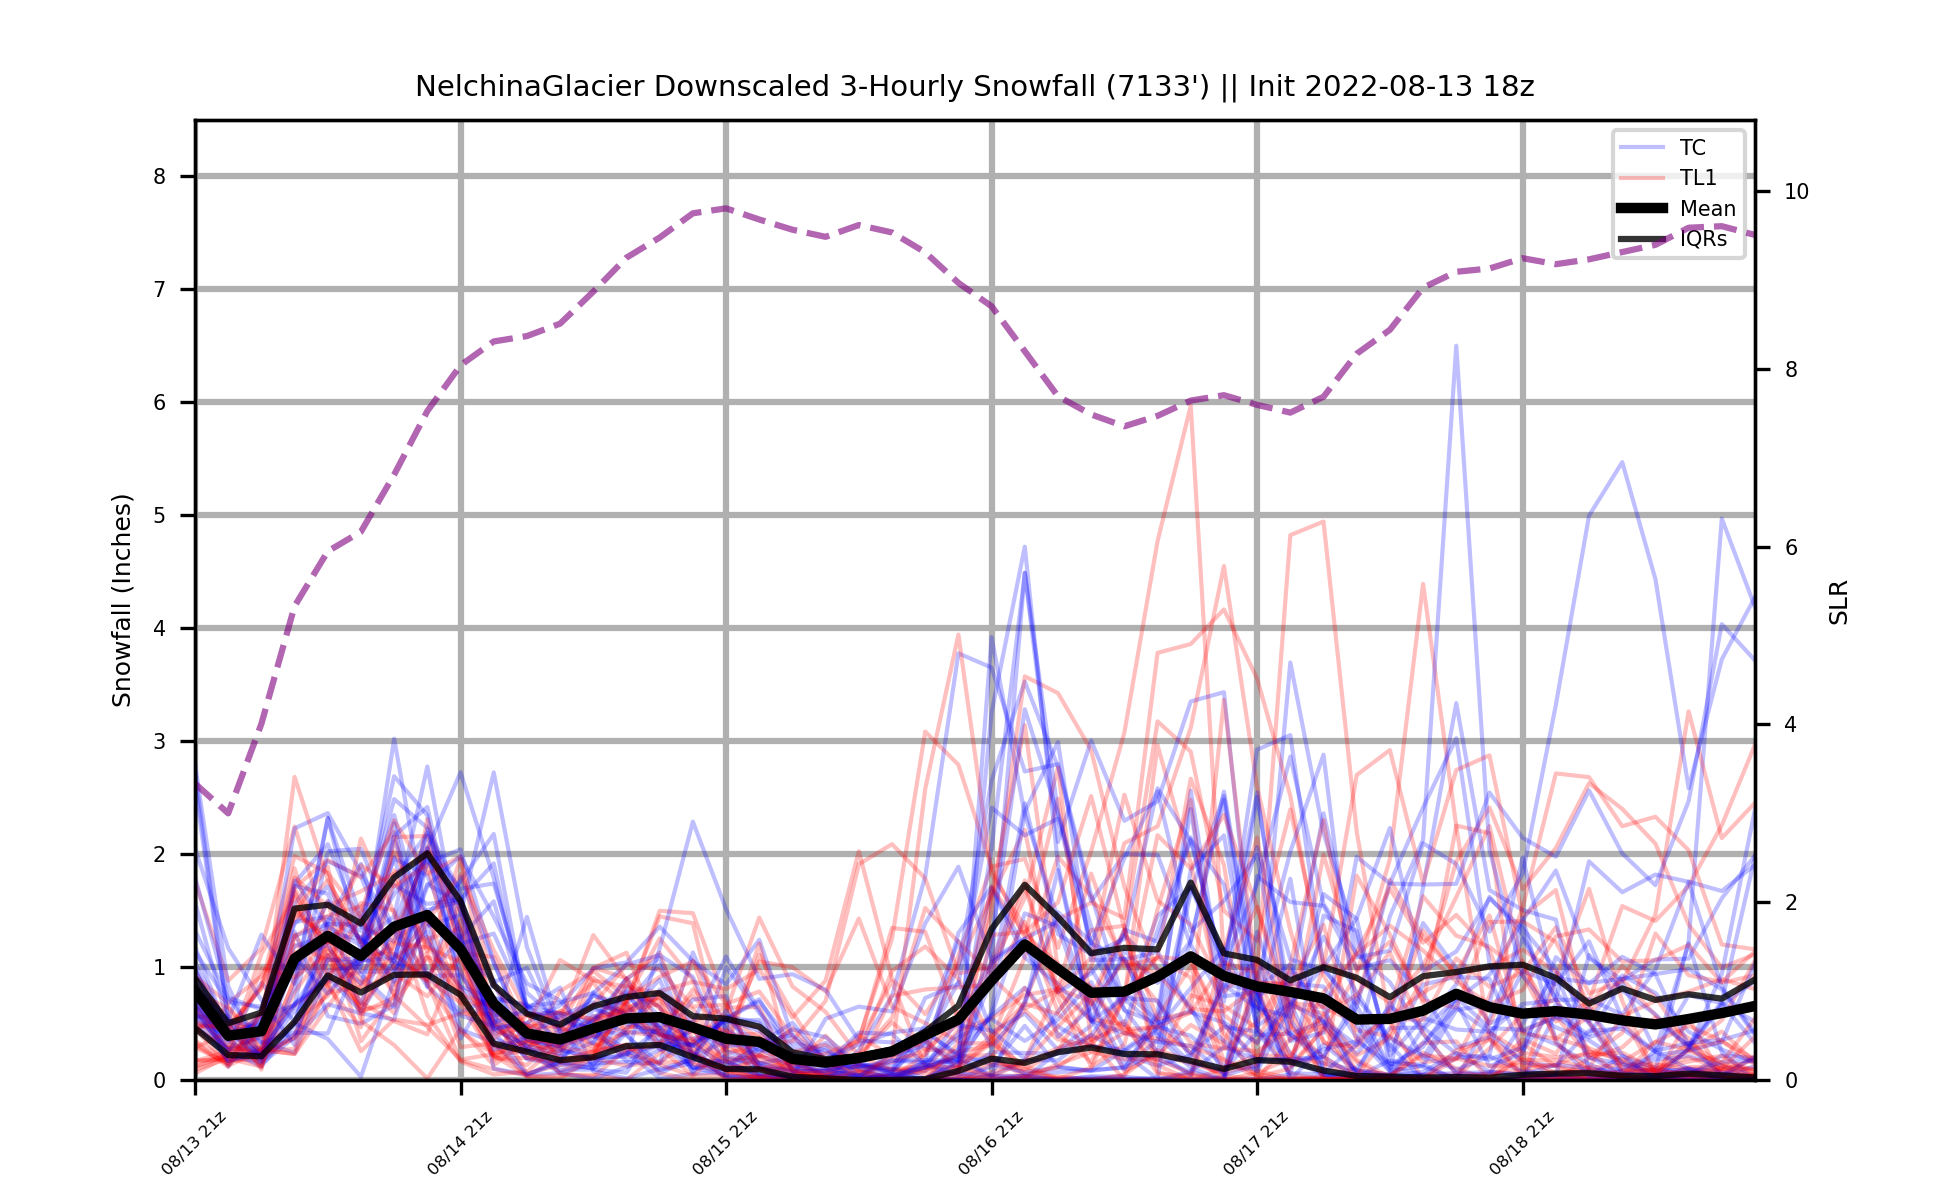 NelchinaGlacier Downscaled 3-Hourly Snowfall (7133') || Init 2022-08-13 18z
TC
TL1
Mean
IQRs
Snowfall (Inches)
8
7
6
5
4
3
2
1
0
10
8
6
4
2
0
SLR
08/13 21z
08/14 21z
08/15 21z
08/16 21z
08/17 21z
08/18 21z